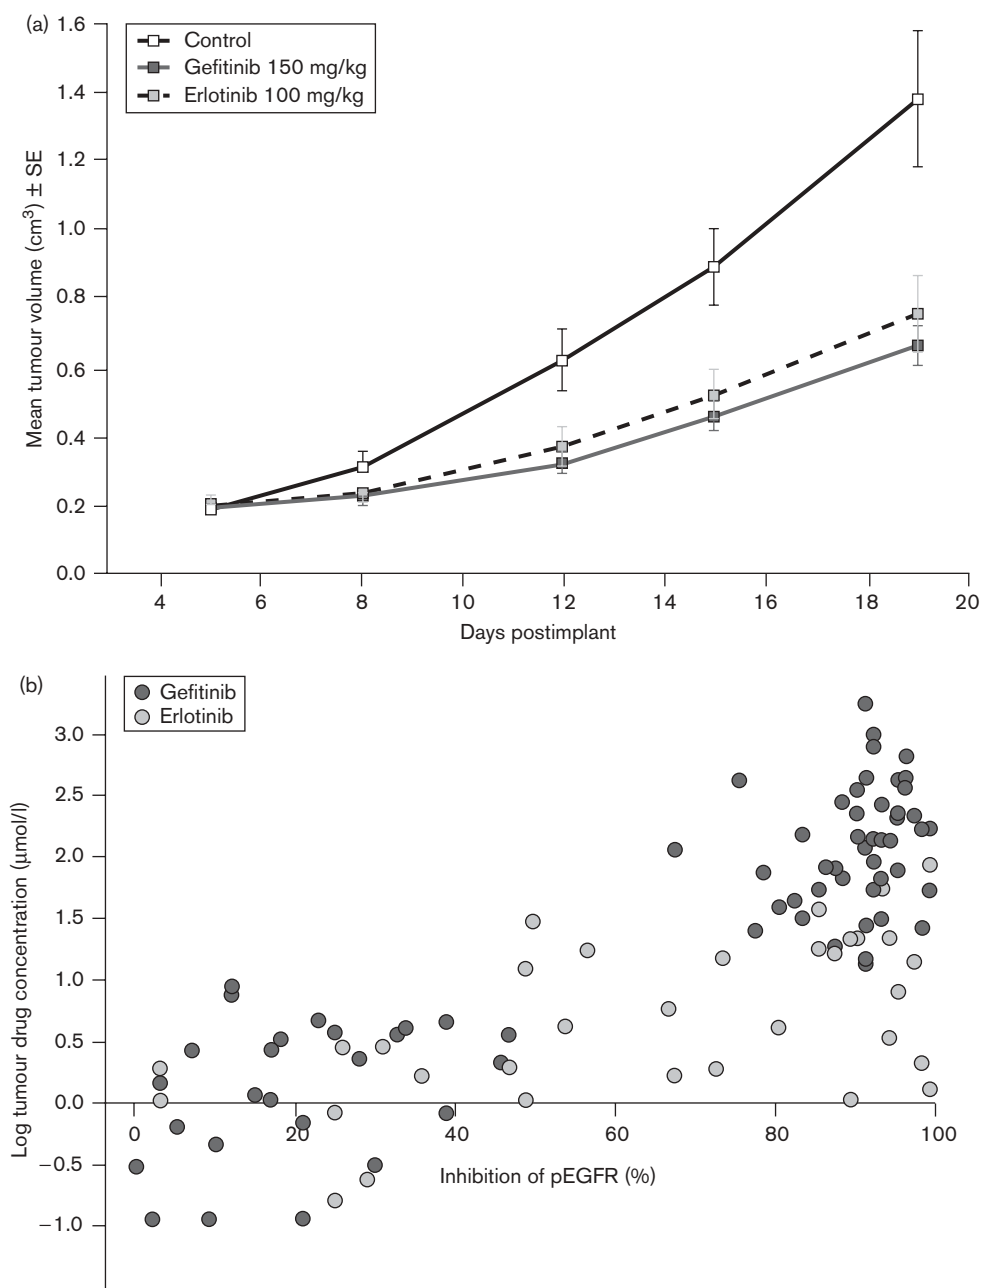 (a)
1.6
1.4
1.2
1.0
0.8
0.6
0.4
0.2
0.0
Mean tumour volume (cm³) ± SE
Control
Gefitinib 150 mg/kg
Erlotinib 100 mg/kg
4 6 8 10 12 14 16 18 20
Days postimplant
(b)
Gefitinib
Erlotinib
3.0
2.5
2.0
1.5
1.0
0.5
0.0
−0.5
−1.0
Log tumour drug concentration (μmol/l)
0 20 40 60 80 100
Inhibition of pEGFR (%)